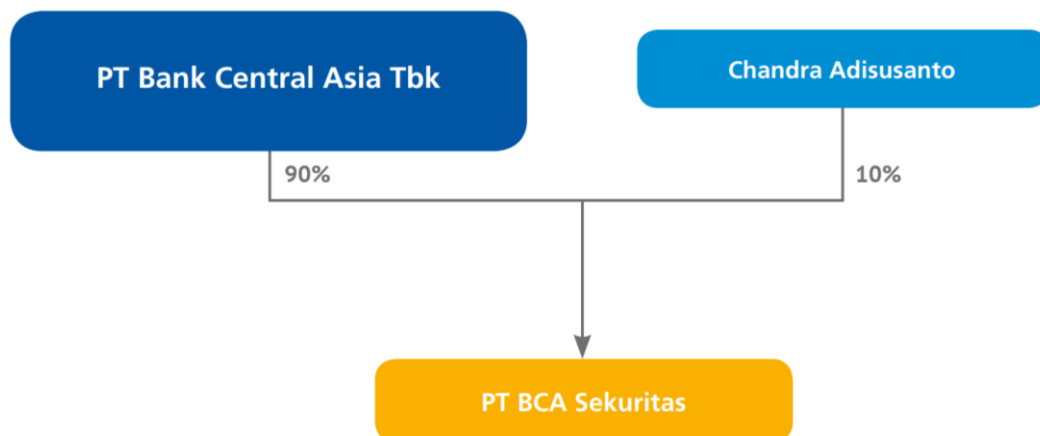 PT Bank Central Asia Tbk
Chandra Adisusanto
90%
10%
PT BCA Sekuritas